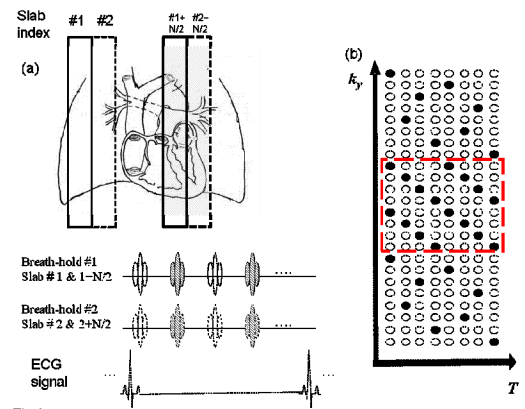 Slab index #1 #2 #1+ N/2 #2– N/2
(a)
(b)
ky
Breath-hold #1
Slab #1 & 1–N/2
Breath-hold #2
Slab #2 & 2+N/2
ECG
signal
T